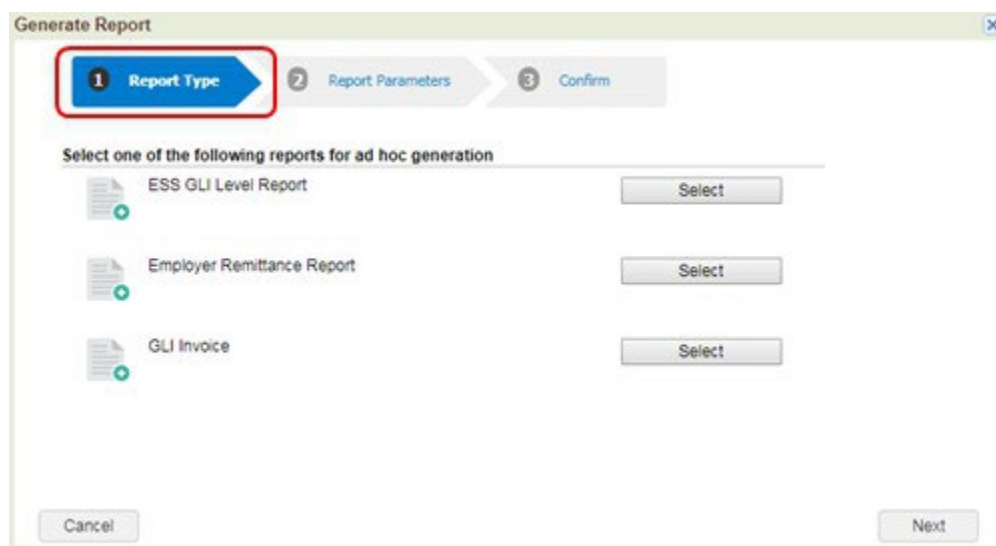 Generate Report
1 Report Type 2 Report Parameters 3 Confirm
Select one of the following reports for ad hoc generation
ESS GLI Level Report Select
Employer Remittance Report Select
GLI Invoice Select
Cancel Next